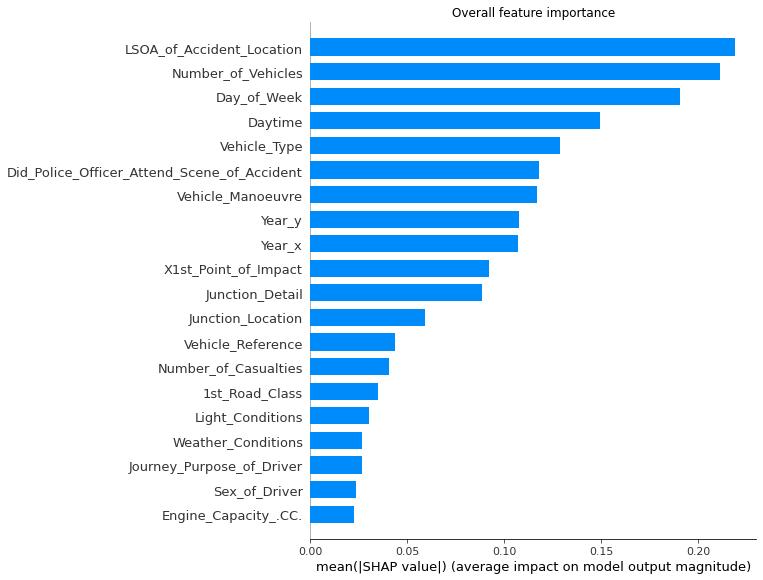 Overall feature importance
LSOA_of_Accident_Location
Number_of_Vehicles
Day_of_Week
Daytime
Vehicle_Type
Did_Police_Officer_Attend_Scene_of_Accident
Vehicle_Manoeuvre
Year_y
Year_x
X1st_Point_of_Impact
Junction_Detail
Junction_Location
Vehicle_Reference
Number_of_Casualties
1st_Road_Class
Light_Conditions
Weather_Conditions
Journey_Purpose_of_Driver
Sex_of_Driver
Engine_Capacity_.CC.
0.00 0.05 0.10 0.15 0.20
mean(|SHAP value|) (average impact on model output magnitude)